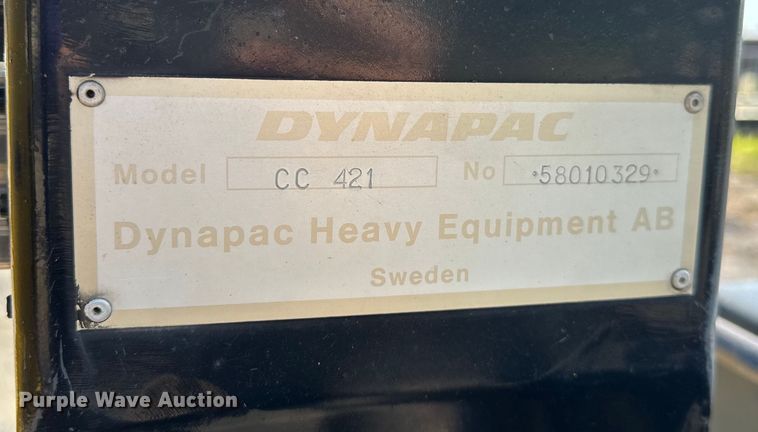 DYNAPAC
Model CC 421 No •58010329•
Dynapac Heavy Equipment AB
Sweden
Purple Wave Auction